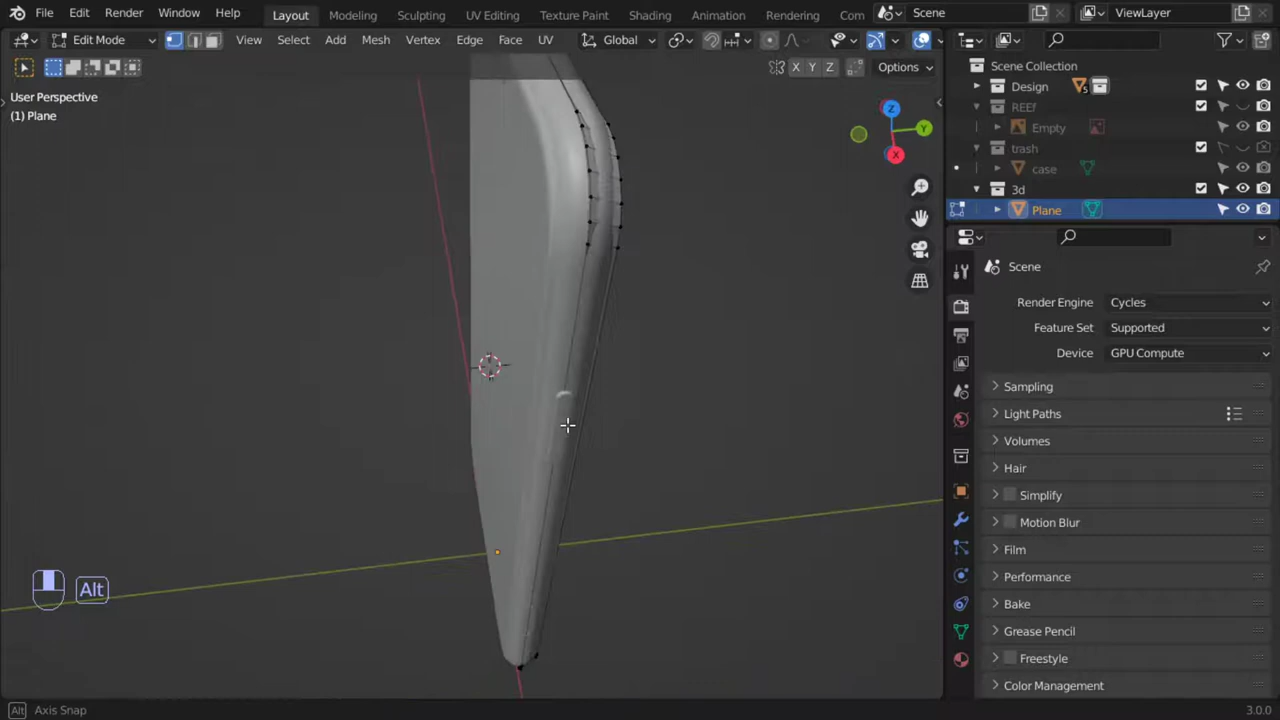 File Edit Render Window Help Layout Modeling Sculpting UV Editing Texture Paint Shading Animation Rendering Com Scene ViewLayer
Edit Mode View Select Add Mesh Vertex Edge Face UV Global
X Y Z Options
User Perspective
(1) Plane
Z
Y
X
Alt
Scene Collection
Design 5
REEf
Empty
trash
case
3d
Plane
Scene
Render Engine Cycles
Feature Set Supported
Device GPU Compute
Sampling
Light Paths
Volumes
Hair
Simplify
Motion Blur
Film
Performance
Bake
Grease Pencil
Freestyle
Color Management
Alt Axis Snap 3.0.0